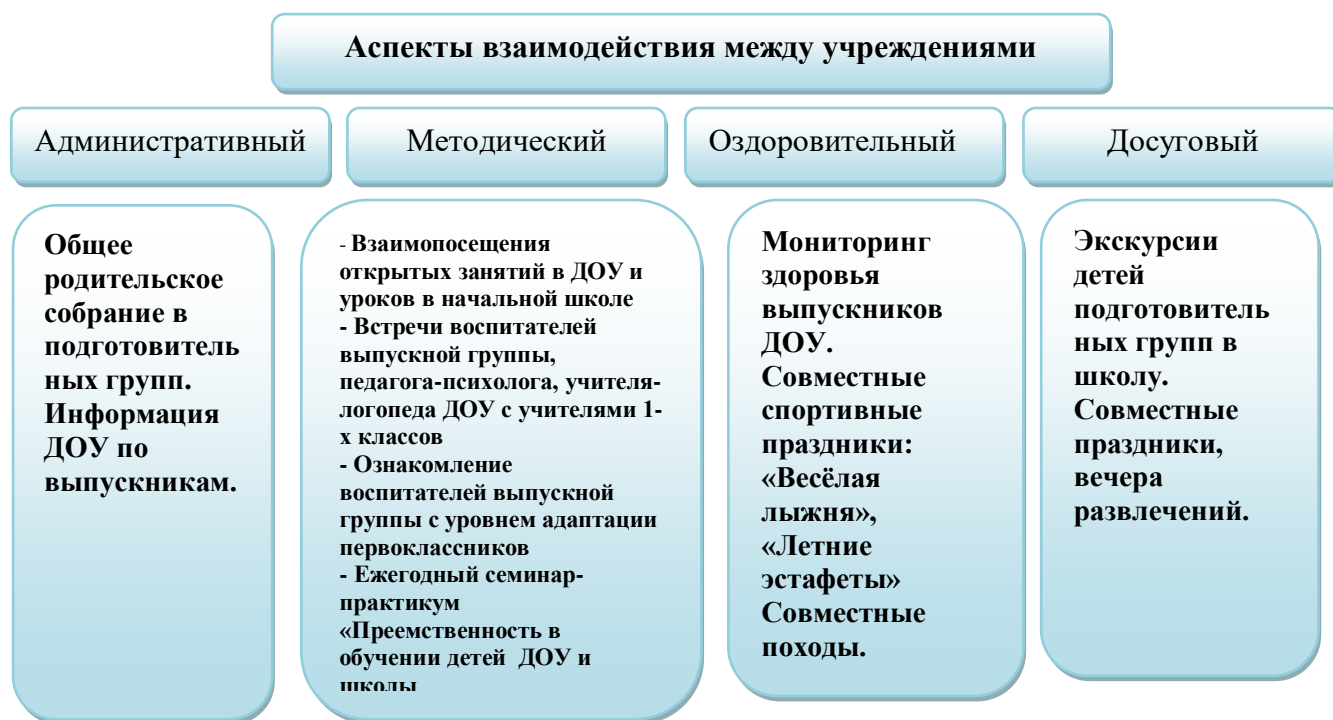 Аспекты взаимодействия между учреждениями
Административный
Методический
Оздоровительный
Досуговый
Общее
родительское
собрание в
подготовитель
ных групп.
Информация
ДОУ по
выпускникам.
- Взаимопосещения
открытых занятий в ДОУ и
уроков в начальной школе
- Встречи воспитателей
выпускной группы,
педагога-психолога, учителя-
логопеда ДОУ с учителями 1-
х классов
- Ознакомление
воспитателей выпускной
группы с уровнем адаптации
первоклассников
- Ежегодный семинар-
практикум
«Преемственность в
обучении детей ДОУ и
школы
Мониторинг
здоровья
выпускников
ДОУ.
Совместные
спортивные
праздники:
«Весёлая
лыжня»,
«Летние
эстафеты»
Совместные
походы.
Экскурсии
детей
подготовитель
ных групп в
школу.
Совместные
праздники,
вечера
развлечений.